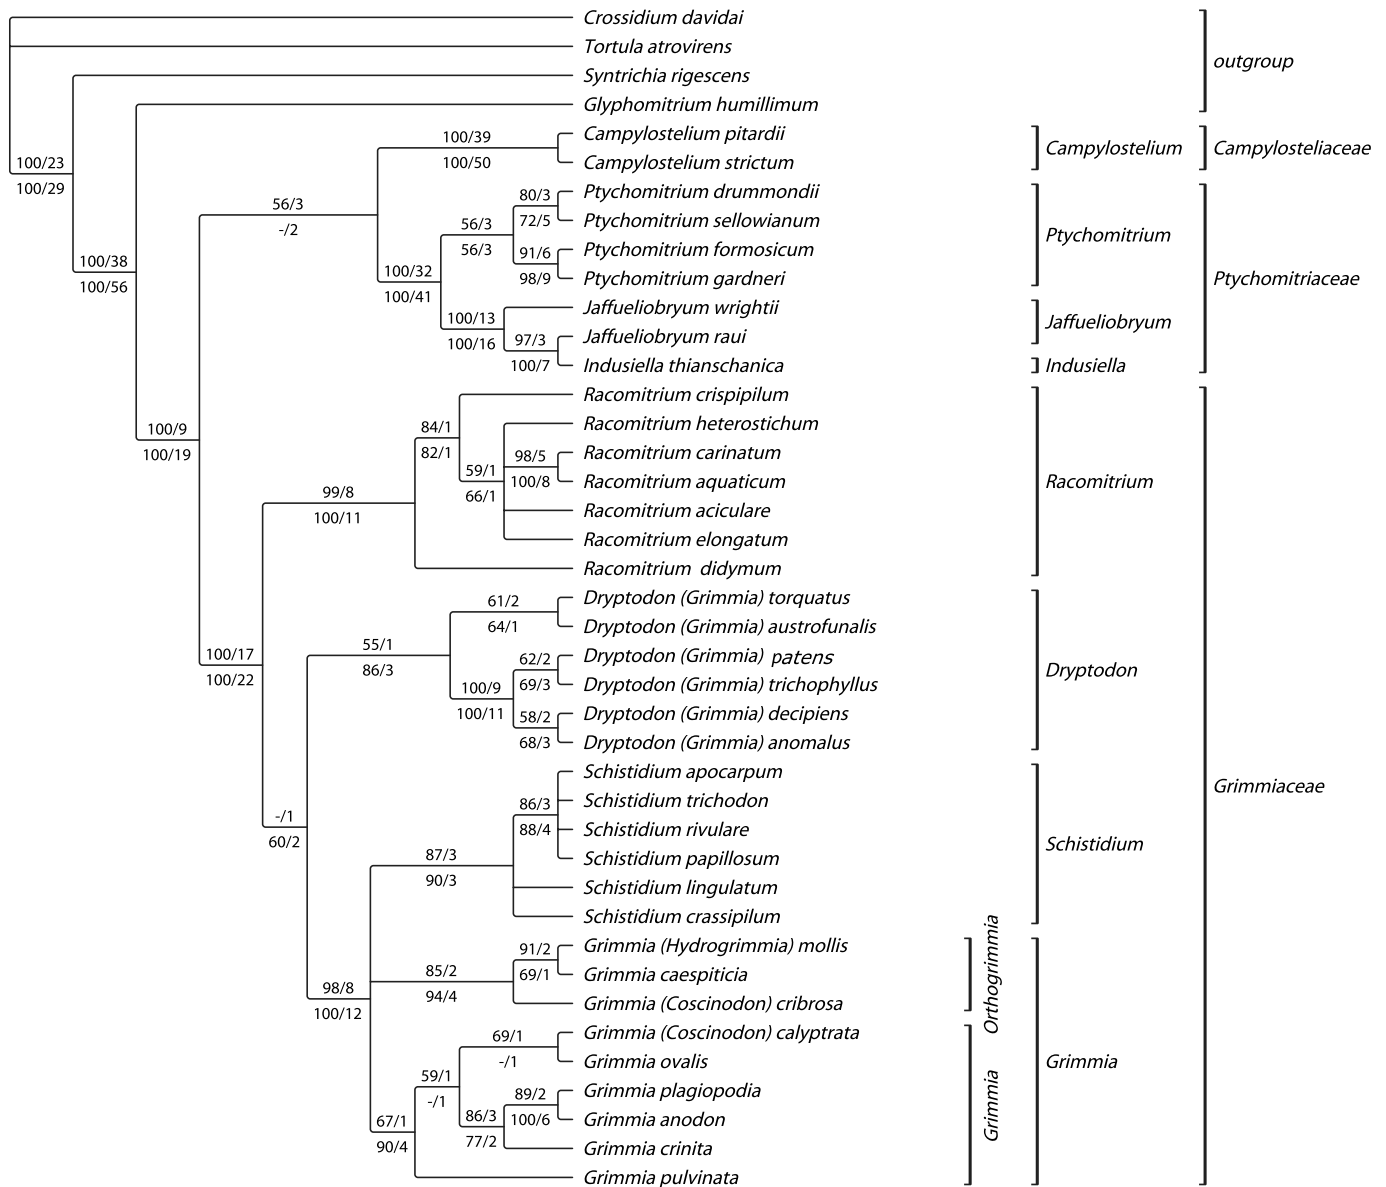 Crossidium davidai
Tortula atrovirens
Syntrichia rigescens
outgroup
Glyphomitrium humillimum
Campylostelium pitardii
100/39
Campylostelium Campylosteliaceae
100/23
100/50
Campylostelium strictum
100/29
Ptychomitrium drummondii
80/3
56/3
72/5
Ptychomitrium sellowianum
-/2
56/3
Ptychomitrium
56/3
91/6
Ptychomitrium formosicum
100/38
100/32
98/9
Ptychomitrium gardneri
Ptychomitriaceae
100/56
100/41
Jaffueliobryum wrightii
100/13
Jaffueliobryum
100/16
97/3
Jaffueliobryum raui
100/7
Indusiella thianschanica
Indusiella
Racomitrium crispipilum
100/9
84/1
Racomitrium heterostichum
100/19
82/1
98/5
Racomitrium carinatum
59/1
100/8
Racomitrium aquaticum
Racomitrium
99/8
66/1
100/11
Racomitrium aciculare
Racomitrium elongatum
Racomitrium didymum
61/2
Dryptodon (Grimmia) torquatus
64/1
Dryptodon (Grimmia) austrofunalis
55/1
62/2
Dryptodon (Grimmia) patens
100/17
86/3
Dryptodon
100/22
100/9
69/3
Dryptodon (Grimmia) trichophyllus
100/11
58/2
Dryptodon (Grimmia) decipiens
68/3
Dryptodon (Grimmia) anomalus
Schistidium apocarpum
Grimmiaceae
86/3
Schistidium trichodon
-/1
88/4
Schistidium rivulare
60/2
Schistidium
87/3
Schistidium papillosum
90/3
Schistidium lingulatum
Schistidium crassipilum
91/2
Grimmia (Hydrogrimmia) mollis
Orthogrimmia
85/2
69/1
Grimmia caespiticia
98/8
94/4
Grimmia (Coscinodon) cribrosa
100/12
69/1
Grimmia (Coscinodon) calyptrata
-/1
Grimmia ovalis
Grimmia
59/1
89/2
Grimmia plagiopodia
-/1
Grimmia
67/1
86/3
100/6
Grimmia anodon
90/4
77/2
Grimmia crinita
Grimmia pulvinata